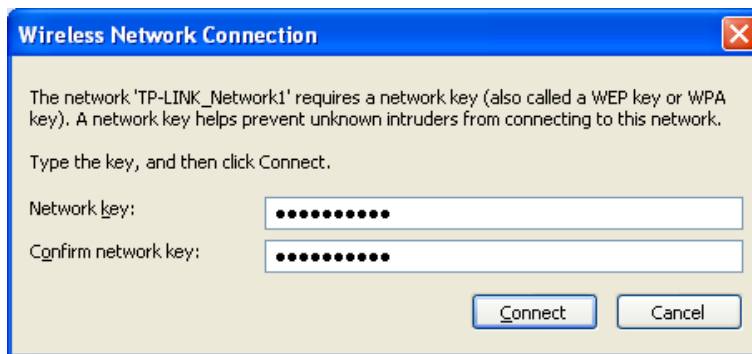 Wireless Network Connection
The network 'TP-LINK_Network1' requires a network key (also called a WEP key or WPA
key). A network key helps prevent unknown intruders from connecting to this network.
Type the key, and then click Connect.
Network key: ●●●●●●●●●●
Confirm network key: ●●●●●●●●●●
Connect Cancel